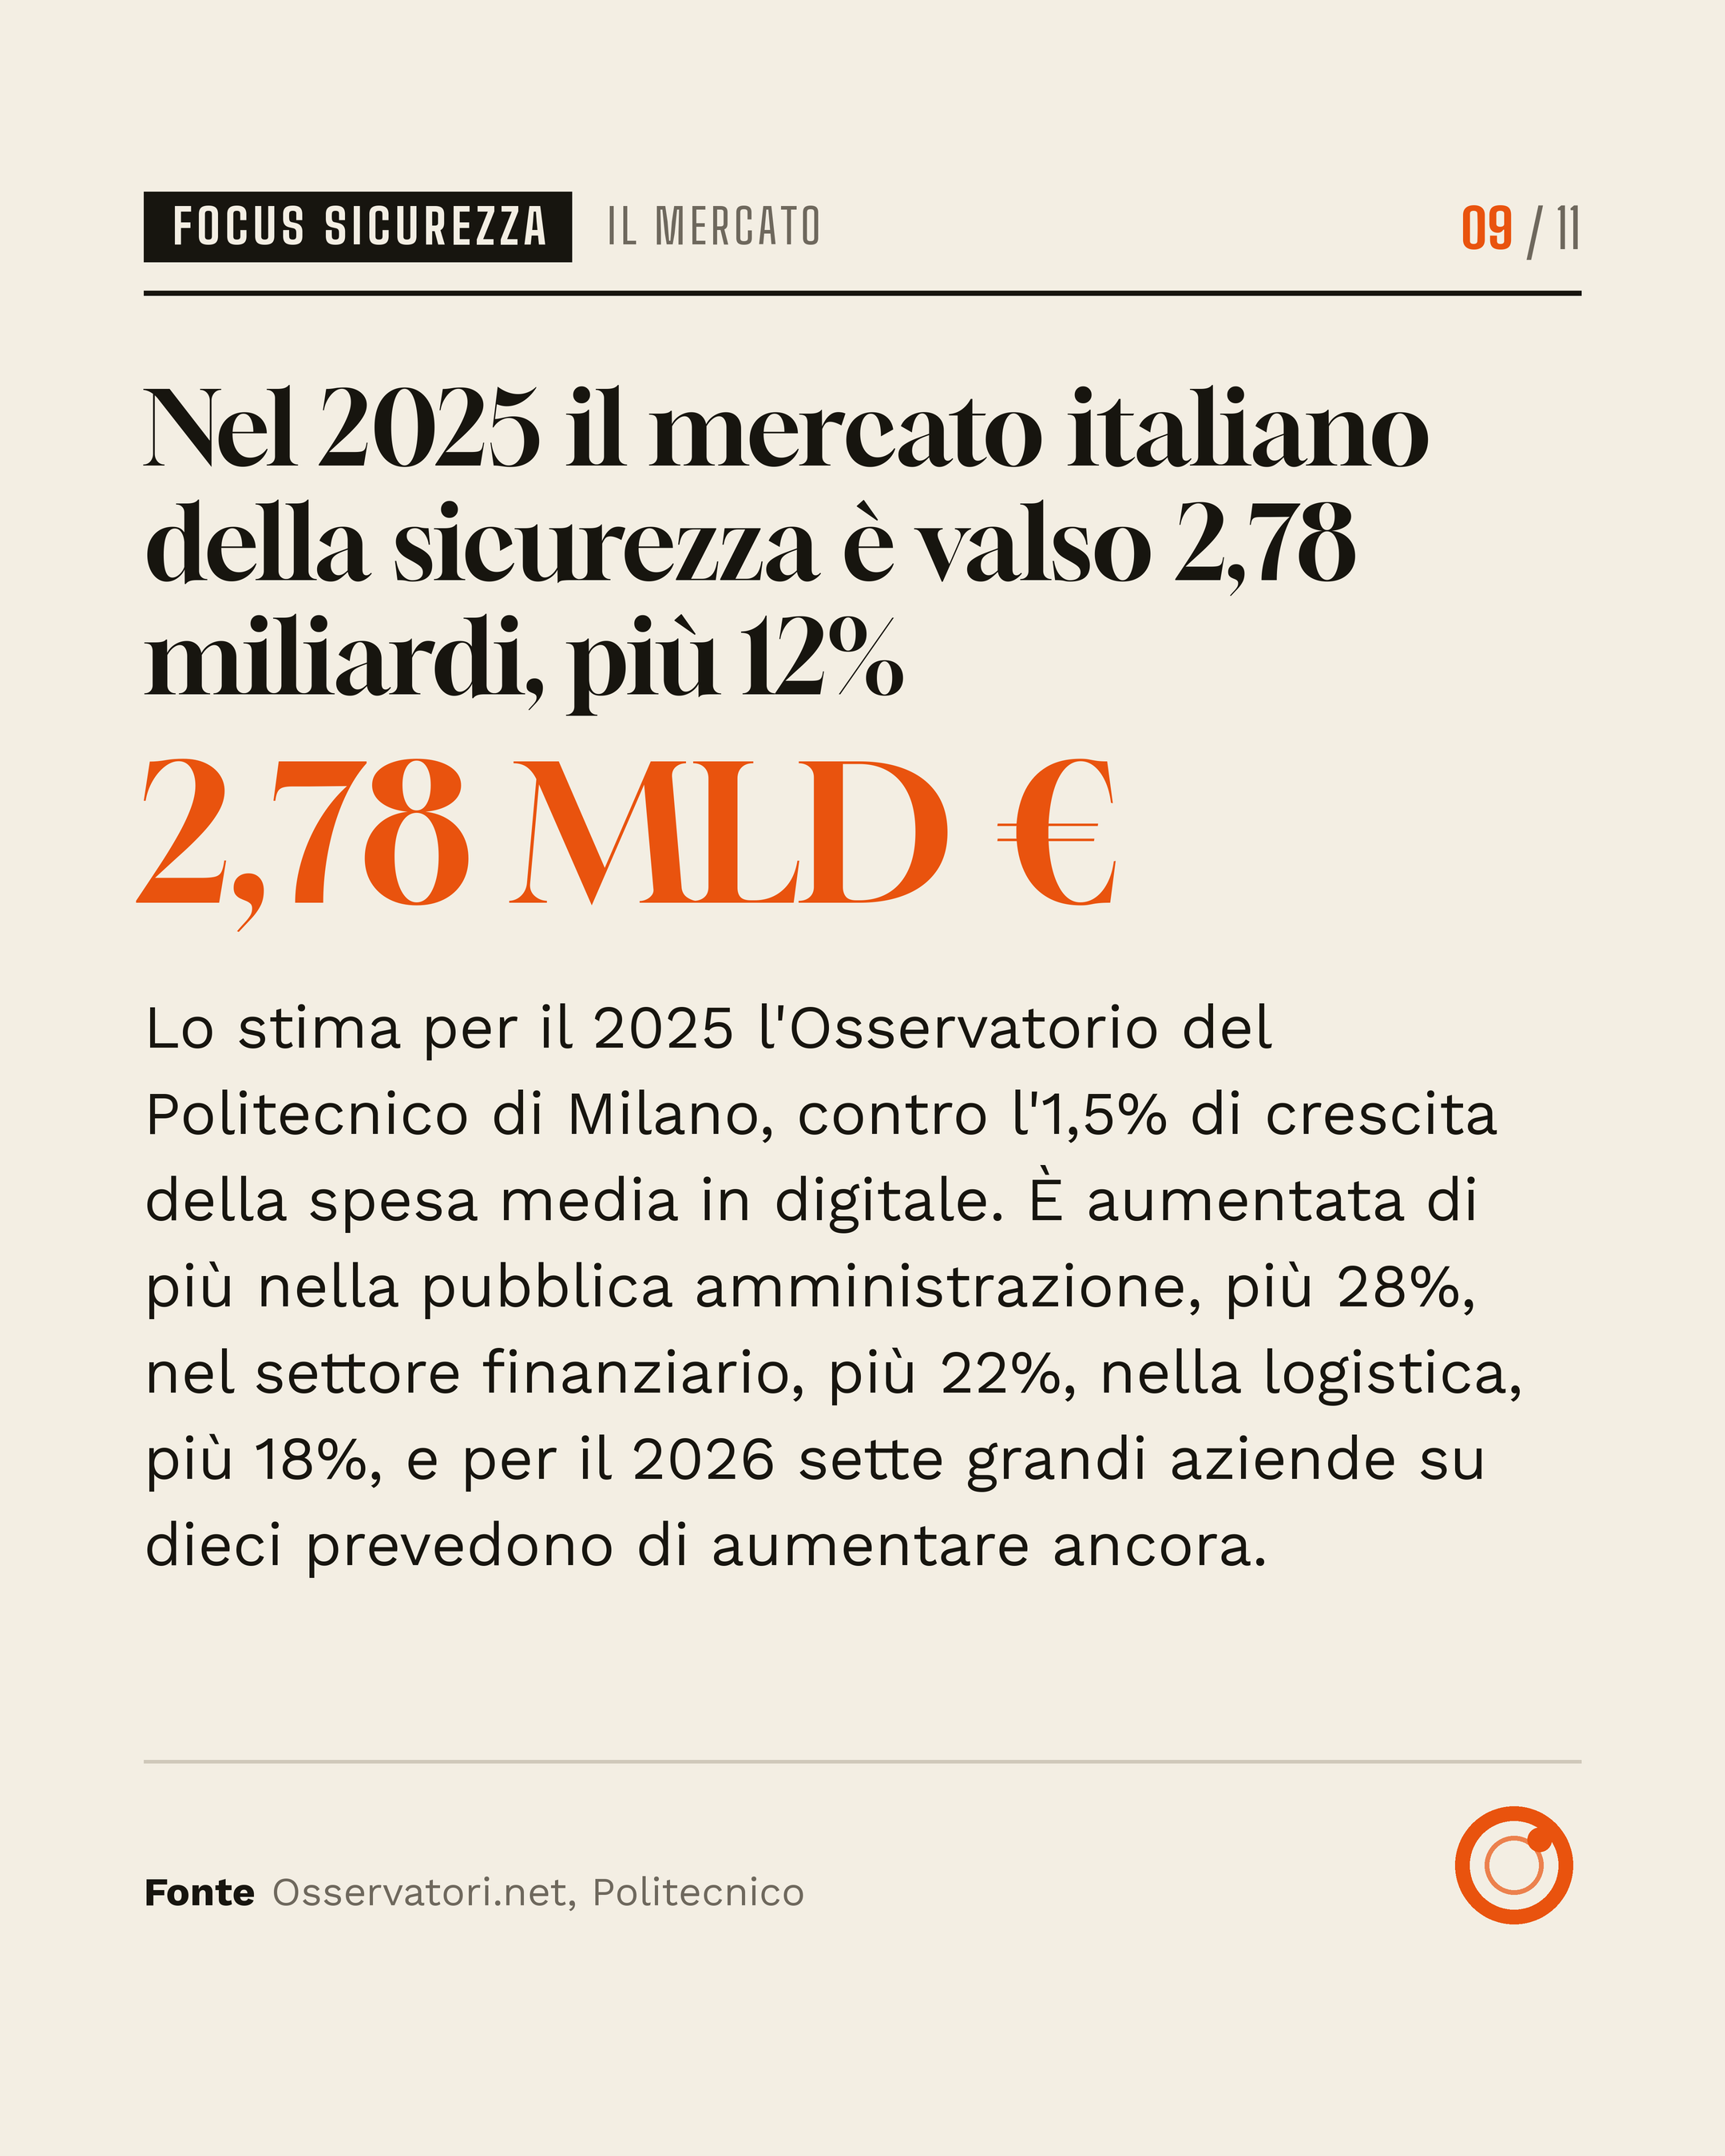 FOCUS SICUREZZA IL MERCATO 09 / 11
Nel 2025 il mercato italiano
della sicurezza è valso 2,78
miliardi, più 12%
2,78 MLD €
Lo stima per il 2025 l'Osservatorio del
Politecnico di Milano, contro l'1,5% di crescita
della spesa media in digitale. È aumentata di
più nella pubblica amministrazione, più 28%,
nel settore finanziario, più 22%, nella logistica,
più 18%, e per il 2026 sette grandi aziende su
dieci prevedono di aumentare ancora.
Fonte Osservatori.net, Politecnico